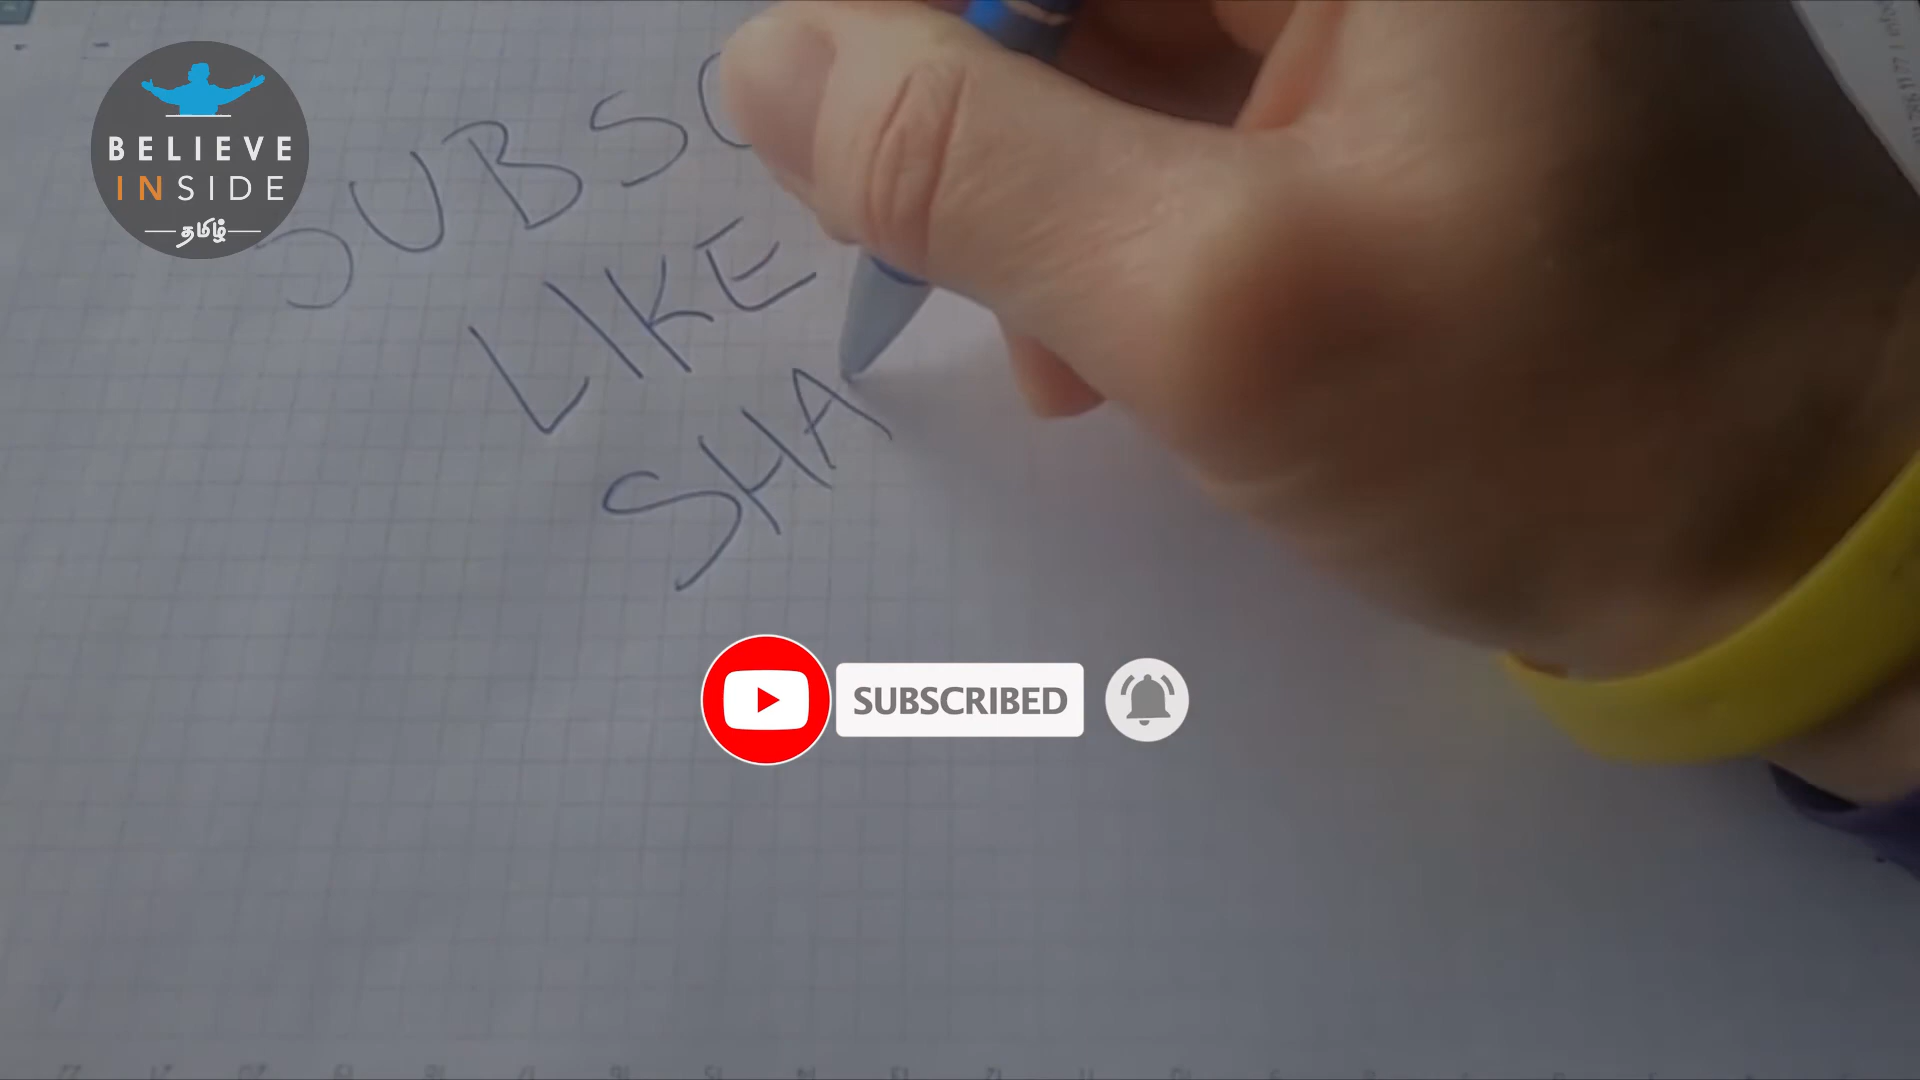 BELIEVE
INSIDE
தமிழ்
SUBSC
LIKE
SHA
SUBSCRIBED